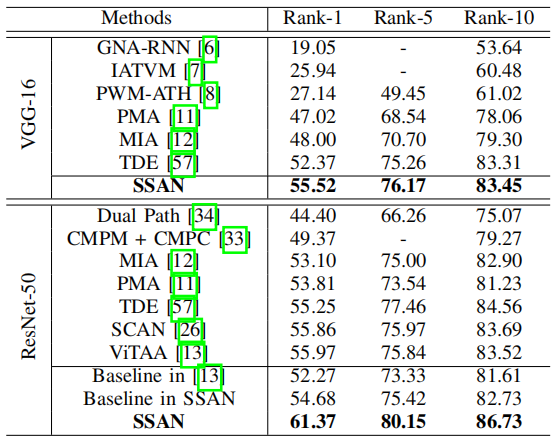 Methods Rank-1 Rank-5 Rank-10
VGG-16
GNA-RNN [6] 19.05 - 53.64
IATVM [7] 25.94 - 60.48
PWM-ATH [8] 27.14 49.45 61.02
PMA [11] 47.02 68.54 78.06
MIA [12] 48.00 70.70 79.30
TDE [57] 52.37 75.26 83.31
SSAN 55.52 76.17 83.45
ResNet-50
Dual Path [34] 44.40 66.26 75.07
CMPM + CMPC [33] 49.37 - 79.27
MIA [12] 53.10 75.00 82.90
PMA [11] 53.81 73.54 81.23
TDE [57] 55.25 77.46 84.56
SCAN [26] 55.86 75.97 83.69
ViTAA [13] 55.97 75.84 83.52
Baseline in [13] 52.27 73.33 81.61
Baseline in SSAN 54.68 75.42 82.73
SSAN 61.37 80.15 86.73